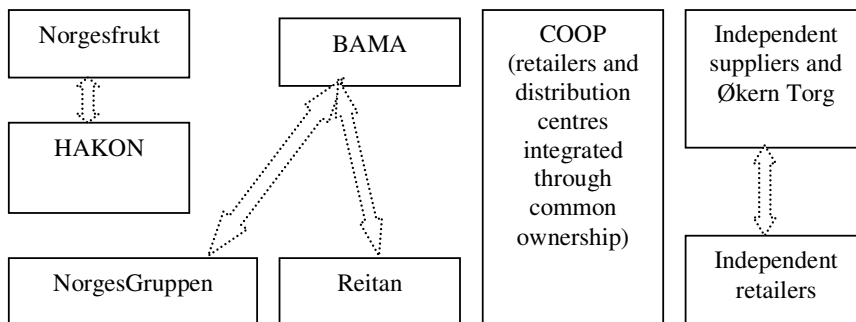 Norgesfrukt
HAKON
BAMA
NorgesGruppen
Reitan
COOP
(retailers and
distribution
centres
integrated
through
common
ownership)
Independent
suppliers and
Økern Torg
Independent
retailers